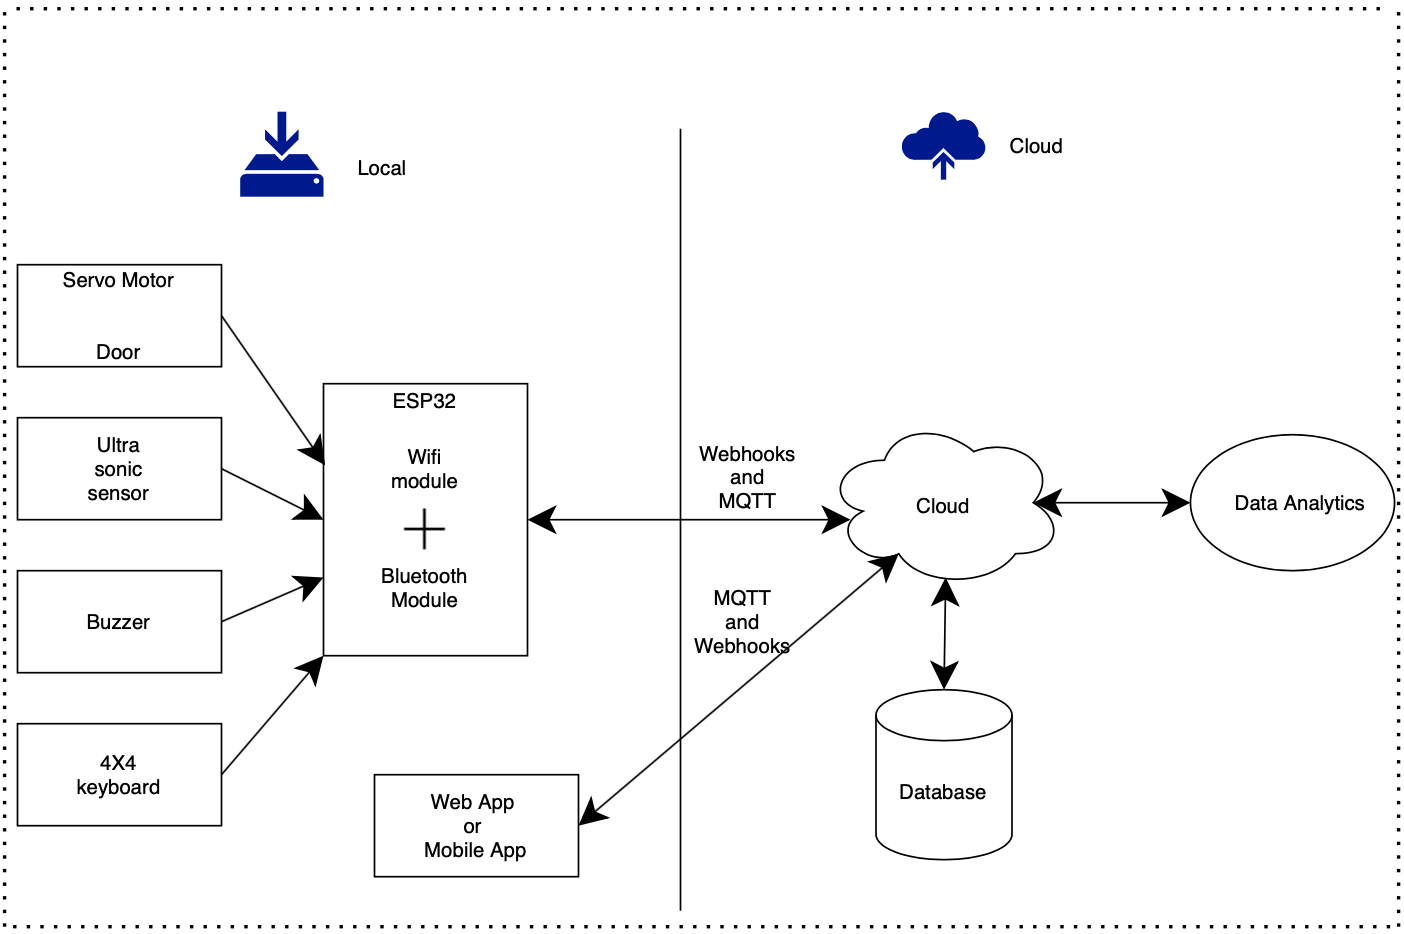 Local
Cloud
Servo Motor
Door
Ultra
sonic
sensor
Buzzer
4X4
keyboard
ESP32
Wifi
module
Bluetooth
Module
Web App
or
Mobile App
Webhooks
and
MQTT
MQTT
and
Webhooks
Cloud
Data Analytics
Database